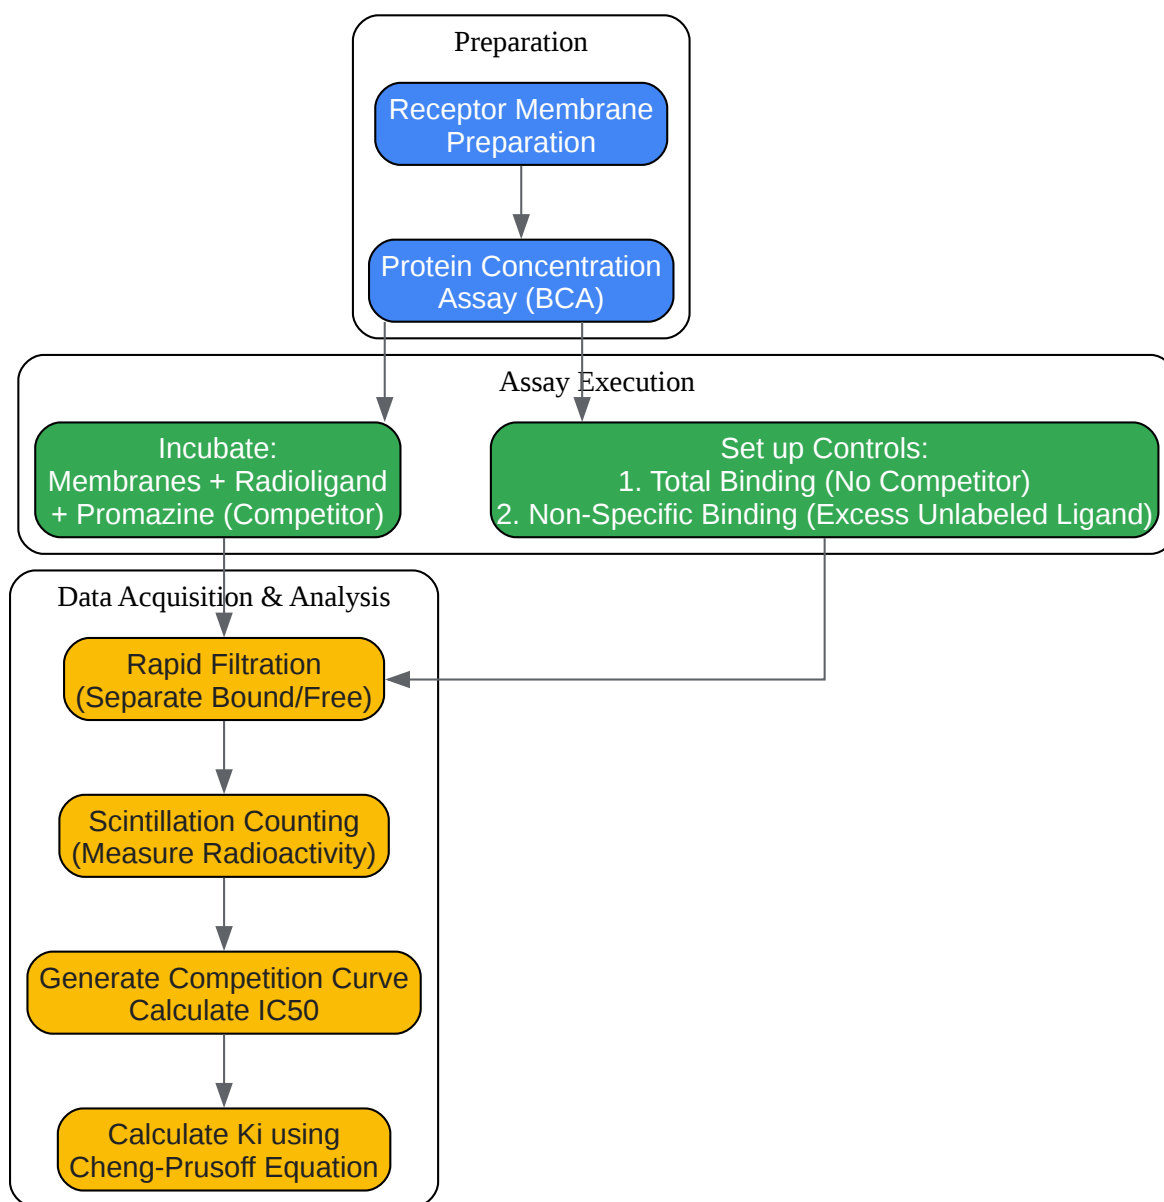 Preparation
Receptor Membrane
Preparation
Protein Concentration
Assay (BCA)
Assay Execution
Incubate:
Membranes + Radioligand
+ Promazine (Competitor)
Set up Controls:
1. Total Binding (No Competitor)
2. Non-Specific Binding (Excess Unlabeled Ligand)
Data Acquisition & Analysis
Rapid Filtration
(Separate Bound/Free)
Scintillation Counting
(Measure Radioactivity)
Generate Competition Curve
Calculate IC50
Calculate Ki using
Cheng-Prusoff Equation